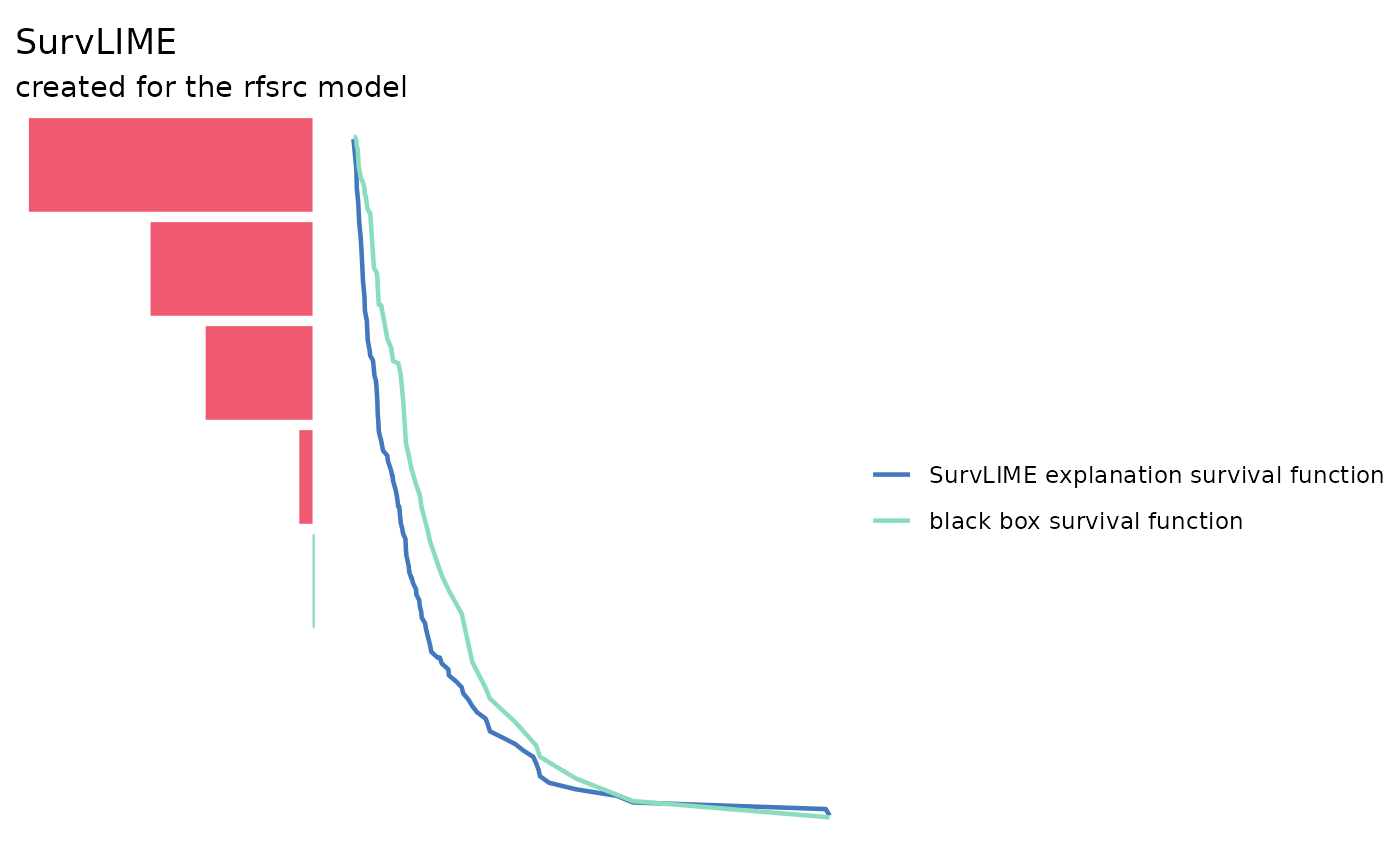 SurvLIME
created for the rfsrc model
SurvLIME explanation survival function
black box survival function